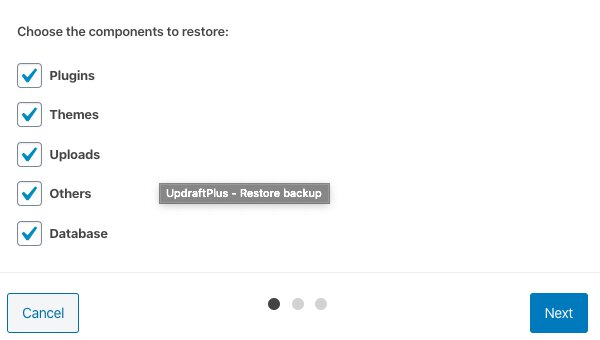 Choose the components to restore:
Plugins
Themes
Uploads
Others
UpdraftPlus - Restore backup
Database
Cancel
Next